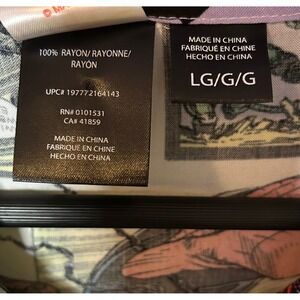 100% RAYON/ RAYONNE/
RAYÓN
UPC# 197772164143
RN# 0101531
CA# 41859
MADE IN CHINA
FABRIQUÉ EN CHINE
HECHO EN CHINA
MADE IN CHINA
FABRIQUÉ EN CHINE
HECHO EN CHINA
LG/G/G